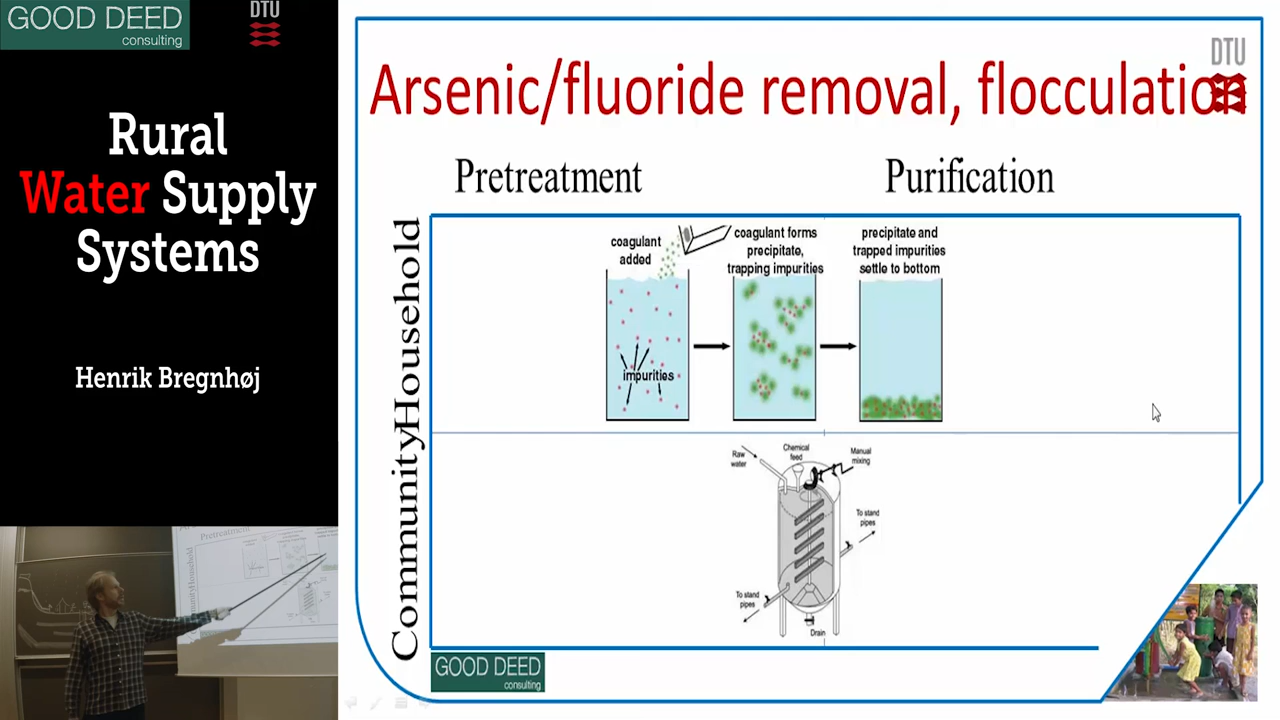 GOOD DEED
consulting
DTU
Rural
Water Supply
Systems
Henrik Bregnhøj
DTU
Arsenic/fluoride removal, flocculation
Pretreatment
Purification
Household
coagulant
added
impurities
coagulant forms
precipitate,
trapping impurities
precipitate and
trapped impurities
settle to bottom
Community
Raw
water
Chemical
feed
Manual
mixing
To stand
pipes
To stand
pipes
Drain
GOOD DEED
consulting
Pretreatment